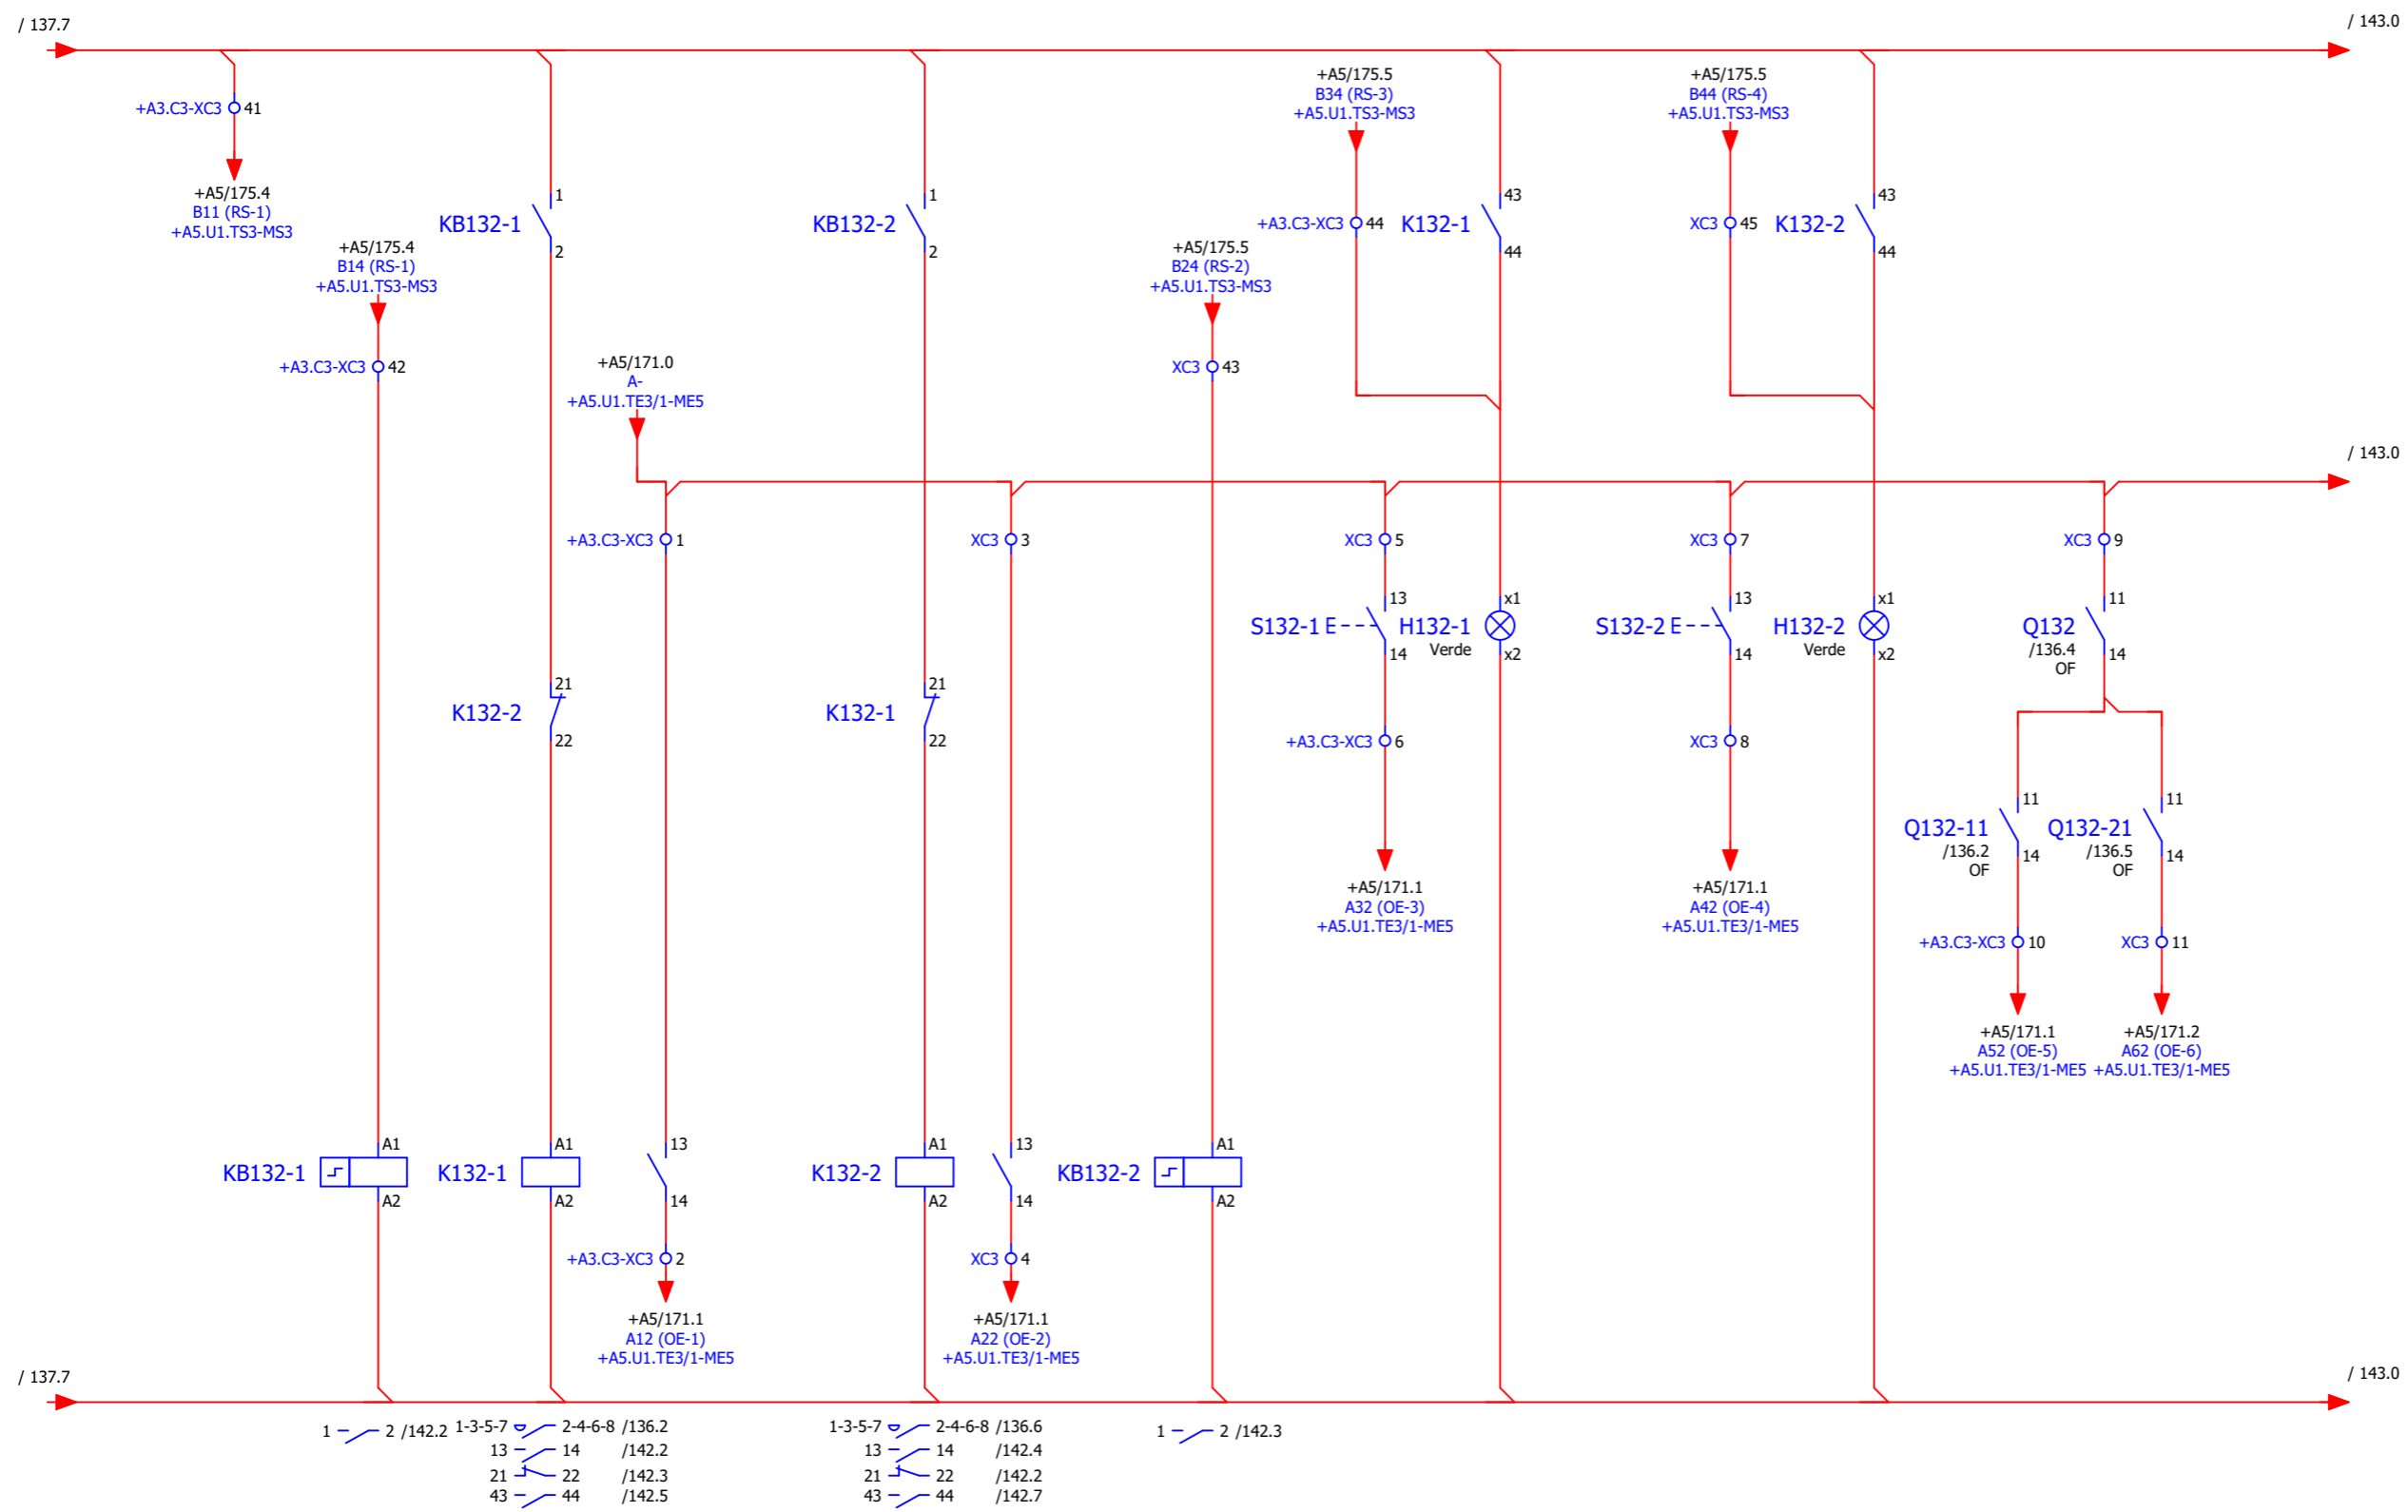 / 137.7
/ 143.0
+A3.C3-XC3 41
+A5/175.4
B11 (RS-1)
+A5.U1.TS3-MS3
+A5/175.4
B14 (RS-1)
+A5.U1.TS3-MS3
+A3.C3-XC3 42
KB132-1
1
2
+A5/171.0
A-
+A5.U1.TE3/1-ME5
KB132-2
1
2
+A5/175.5
B24 (RS-2)
+A5.U1.TS3-MS3
XC3 43
+A5/175.5
B34 (RS-3)
+A5.U1.TS3-MS3
+A3.C3-XC3 44
K132-1
43
44
+A5/175.5
B44 (RS-4)
+A5.U1.TS3-MS3
XC3 45
K132-2
43
44
/ 143.0
+A3.C3-XC3 1
XC3 3
XC3 5
XC3 7
XC3 9
K132-2
21
22
K132-1
21
22
S132-1 E
13
14
H132-1
Verde
x1
x2
S132-2 E
13
14
H132-2
Verde
x1
x2
Q132
/136.4
OF
11
14
+A3.C3-XC3 6
XC3 8
+A5/171.1
A32 (OE-3)
+A5.U1.TE3/1-ME5
+A5/171.1
A42 (OE-4)
+A5.U1.TE3/1-ME5
Q132-11
/136.2
OF
11
14
Q132-21
/136.5
OF
11
14
+A3.C3-XC3 10
XC3 11
+A5/171.1
A52 (OE-5)
+A5.U1.TE3/1-ME5
+A5/171.2
A62 (OE-6)
+A5.U1.TE3/1-ME5
KB132-1
A1
A2
K132-1
A1
A2
13
14
K132-2
A1
A2
13
14
KB132-2
A1
A2
+A3.C3-XC3 2
XC3 4
+A5/171.1
A12 (OE-1)
+A5.U1.TE3/1-ME5
+A5/171.1
A22 (OE-2)
+A5.U1.TE3/1-ME5
/ 137.7
/ 143.0
1 2 /142.2
1-3-5-7 2-4-6-8 /136.2
13 14 /142.2
21 22 /142.3
43 44 /142.5
1-3-5-7 2-4-6-8 /136.6
13 14 /142.4
21 22 /142.2
43 44 /142.7
1 2 /142.3